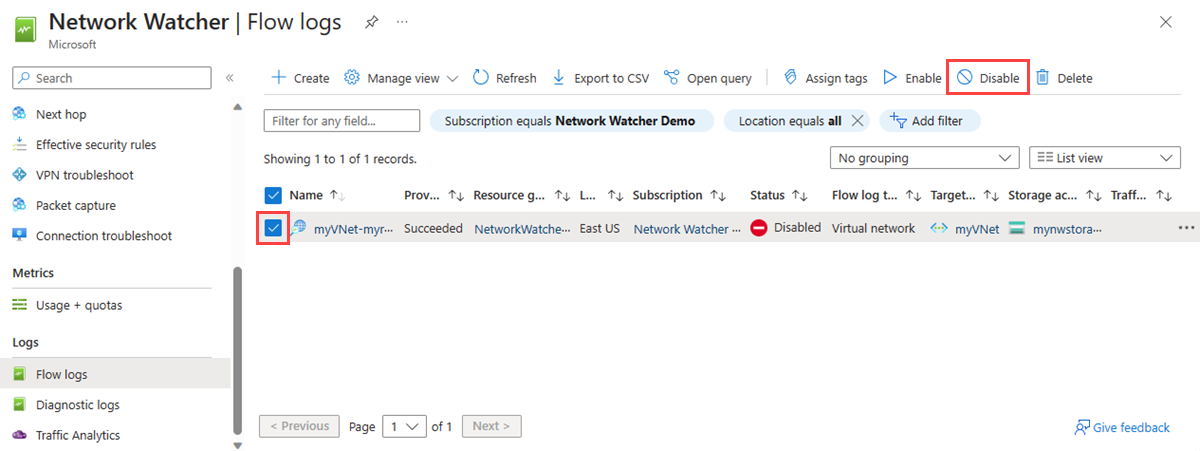 Network Watcher | Flow logs ...
Microsoft
Search «
Next hop
Effective security rules
VPN troubleshoot
Packet capture
Connection troubleshoot
Metrics
Usage + quotas
Logs
Flow logs
Diagnostic logs
Traffic Analytics
Create Manage view Refresh Export to CSV Open query Assign tags Enable Disable Delete
Filter for any field... Subscription equals Network Watcher Demo Location equals all Add filter
Showing 1 to 1 of 1 records. No grouping List view
Name Prov... Resource g... L... Subscription Status Flow log t... Target... Storage ac... Traff...
myVNet-myr... Succeeded NetworkWatche... East US Network Watcher ... Disabled Virtual network myVNet mynwstora... ...
< Previous Page 1 of 1 Next >
Give feedback